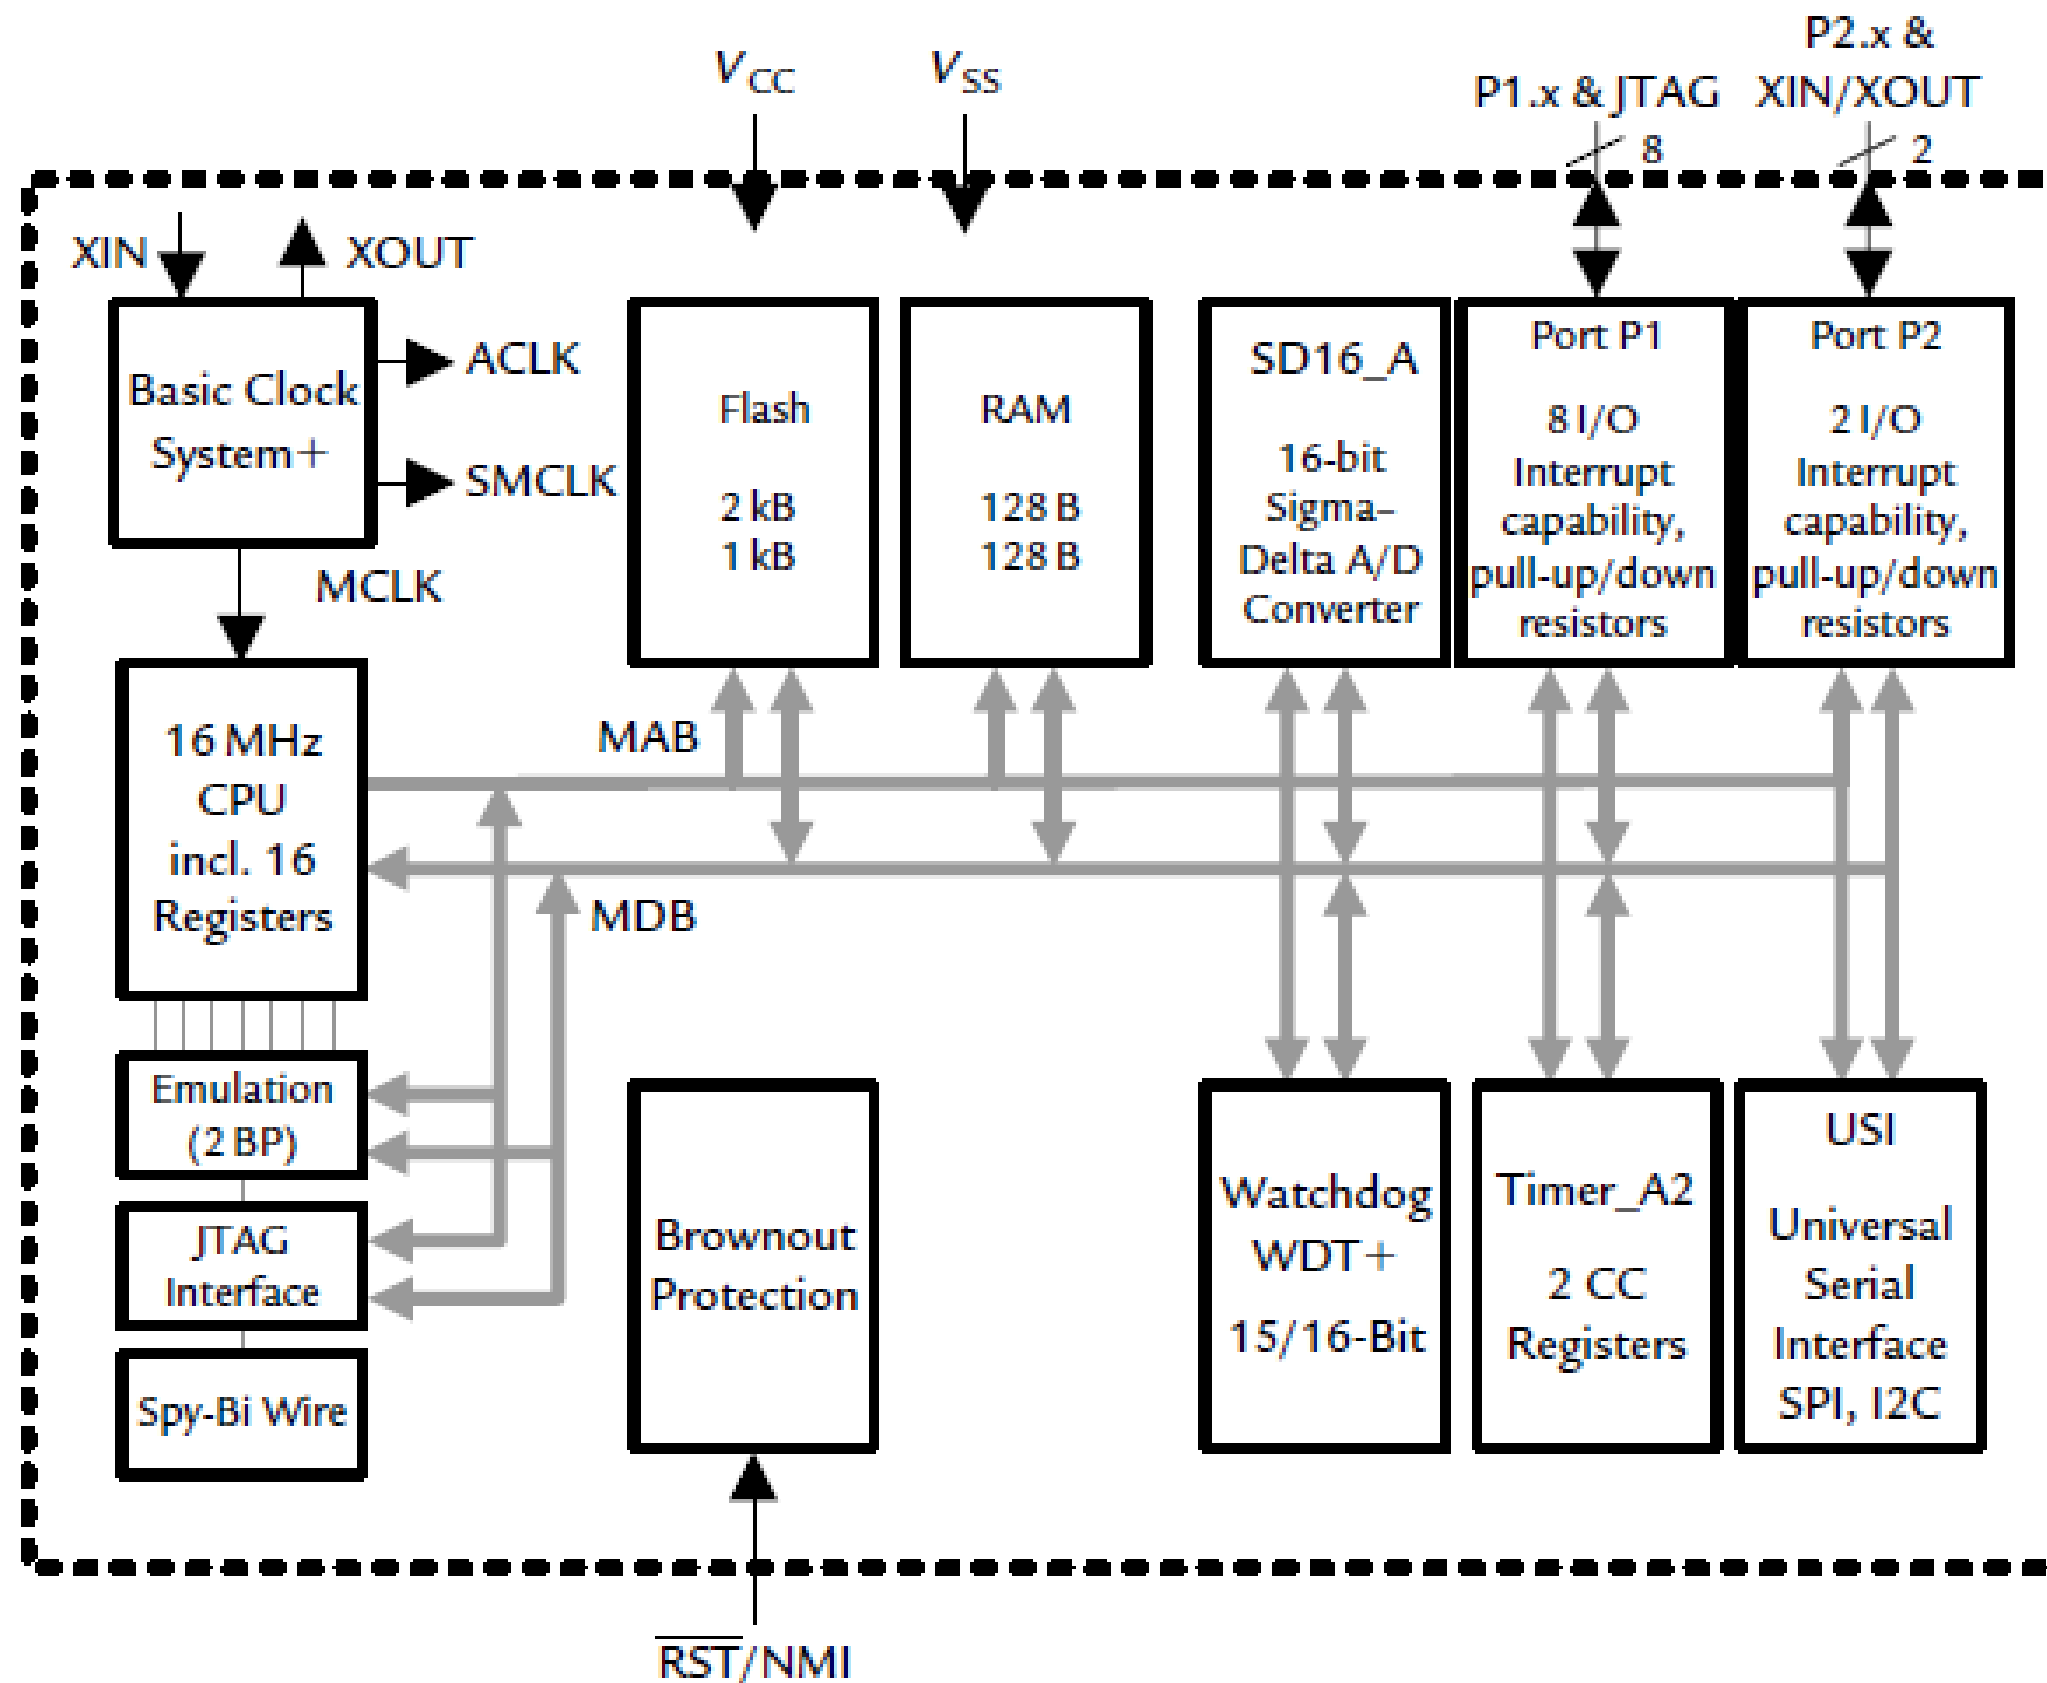 VCC
VSS
P1.x & JTAG
8
P2.x &
XIN/XOUT
2
XIN
XOUT
Basic Clock
System+
ACLK
SMCLK
MCLK
Flash
2 kB
1 kB
RAM
128 B
128 B
SD16_A
16-bit
Sigma–
Delta A/D
Converter
Port P1
8 I/O
Interrupt
capability,
pull-up/down
resistors
Port P2
2 I/O
Interrupt
capability,
pull-up/down
resistors
16 MHz
CPU
incl. 16
Registers
MAB
MDB
Emulation
(2 BP)
JTAG
Interface
Spy-Bi Wire
Brownout
Protection
Watchdog
WDT+
15/16-Bit
Timer_A2
2 CC
Registers
USI
Universal
Serial
Interface
SPI, I2C
RST/NMI